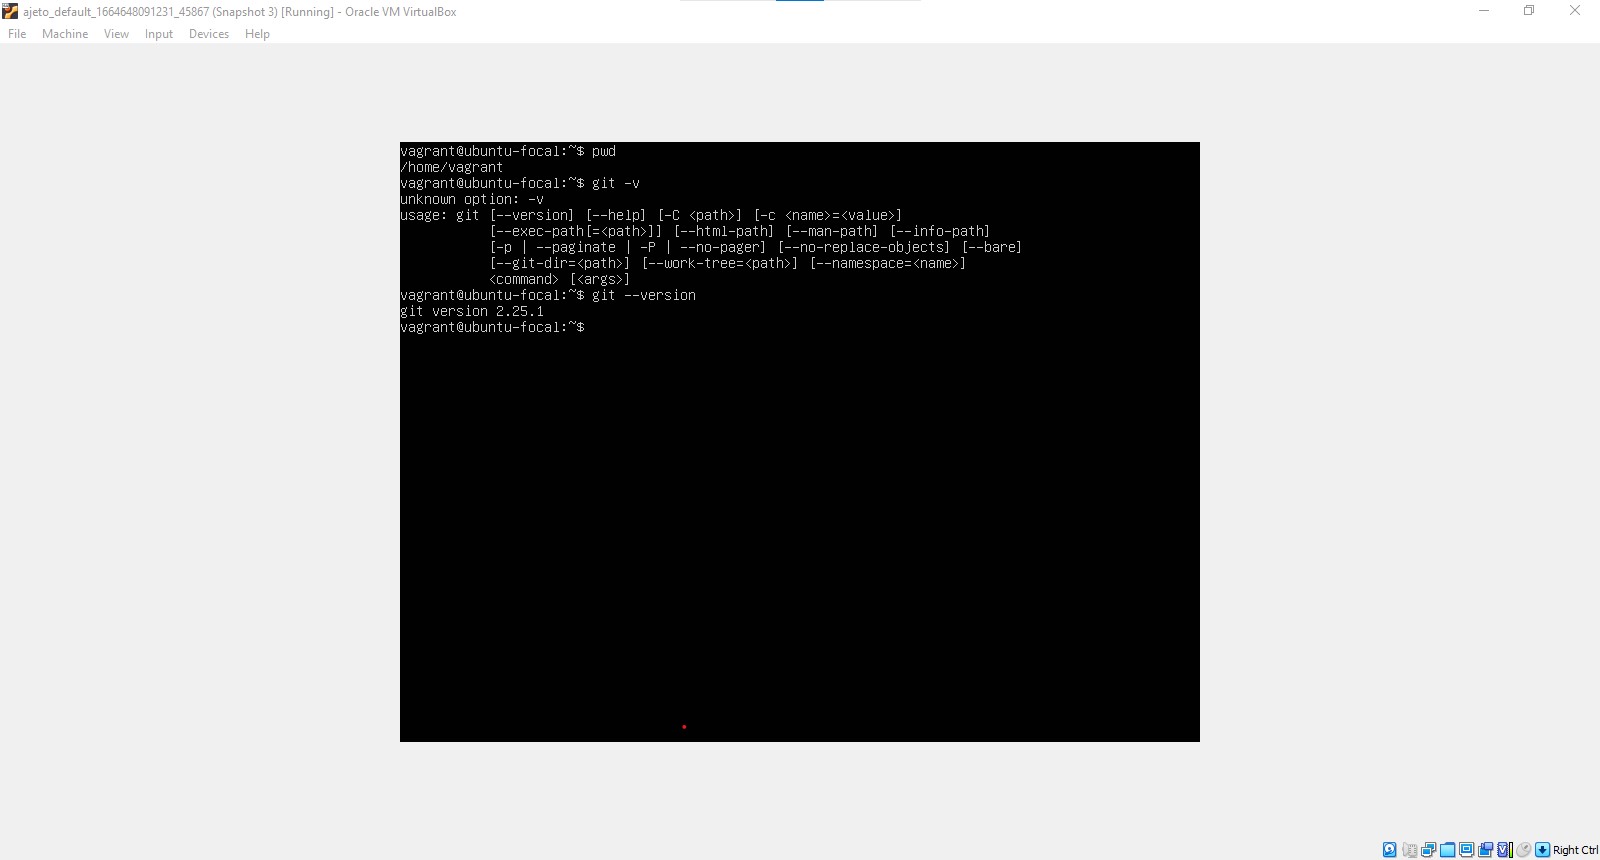 ajeto_default_1664648091231_45867 (Snapshot 3) [Running] - Oracle VM VirtualBox
File Machine View Input Devices Help
vagrant@ubuntu-focal:~$ pwd
/home/vagrant
vagrant@ubuntu-focal:~$ git -v
unknown option: -v
usage: git [--version] [--help] [-C <path>] [-c <name>=<value>]
[--exec-path[=<path>]] [--html-path] [--man-path] [--info-path]
[-p | --paginate | -P | --no-pager] [--no-replace-objects] [--bare]
[--git-dir=<path>] [--work-tree=<path>] [--namespace=<name>]
<command> [<args>]
vagrant@ubuntu-focal:~$ git --version
git version 2.25.1
vagrant@ubuntu-focal:~$
Right Ctrl